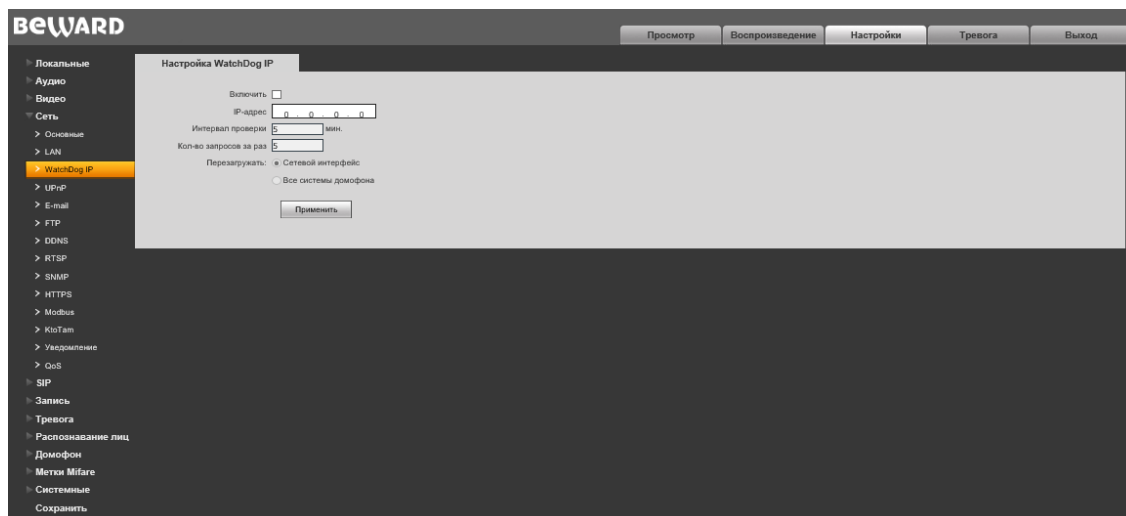 BEWARD
Просмотр
Воспроизведение
Настройки
Тревога
Выход
Локальные
Аудио
Видео
Сеть
Основные
LAN
WatchDog IP
UPnP
E-mail
FTP
DDNS
RTSP
SNMP
HTTPS
Modbus
KtoTam
Уведомление
QoS
SIP
Запись
Тревога
Распознавание лиц
Домофон
Метки Mifare
Системные
Сохранить
Настройка WatchDog IP
Включить
IP-адрес 0 . 0 . 0 . 0
Интервал проверки 5 мин.
Кол-во запросов за раз 5
Перезагружать: Сетевой интерфейс
Все системы домофона
Применить